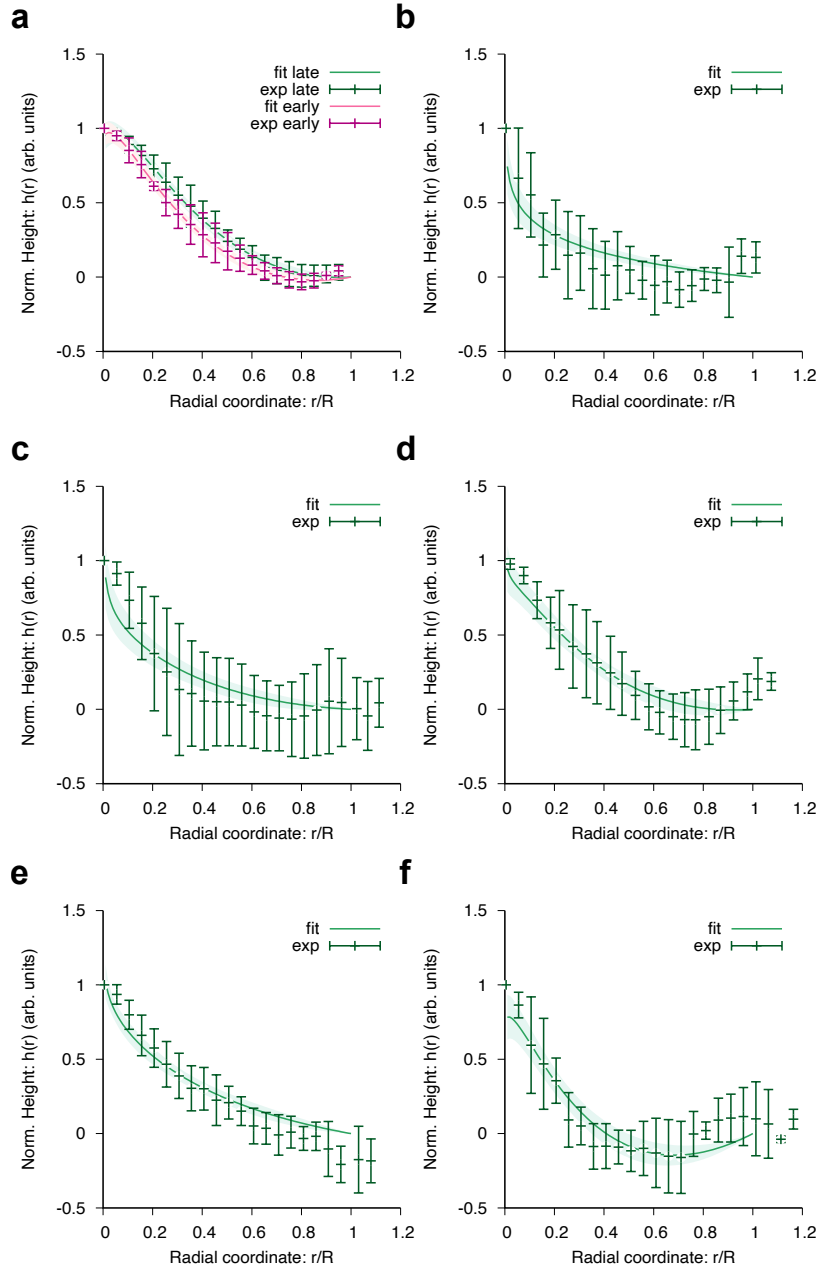 a
1.5
1
0.5
0
-0.5
0 0.2 0.4 0.6 0.8 1 1.2
Norm. Height: h(r) (arb. units)
Radial coordinate: r/R
fit late
exp late
fit early
exp early
b
1.5
1
0.5
0
-0.5
0 0.2 0.4 0.6 0.8 1 1.2
Norm. Height: h(r) (arb. units)
Radial coordinate: r/R
fit
exp
c
1.5
1
0.5
0
-0.5
0 0.2 0.4 0.6 0.8 1 1.2
Norm. Height: h(r) (arb. units)
Radial coordinate: r/R
fit
exp
d
1.5
1
0.5
0
-0.5
0 0.2 0.4 0.6 0.8 1 1.2
Norm. Height: h(r) (arb. units)
Radial coordinate: r/R
fit
exp
e
1.5
1
0.5
0
-0.5
0 0.2 0.4 0.6 0.8 1 1.2
Norm. Height: h(r) (arb. units)
Radial coordinate: r/R
fit
exp
f
1.5
1
0.5
0
-0.5
0 0.2 0.4 0.6 0.8 1 1.2
Norm. Height: h(r) (arb. units)
Radial coordinate: r/R
fit
exp